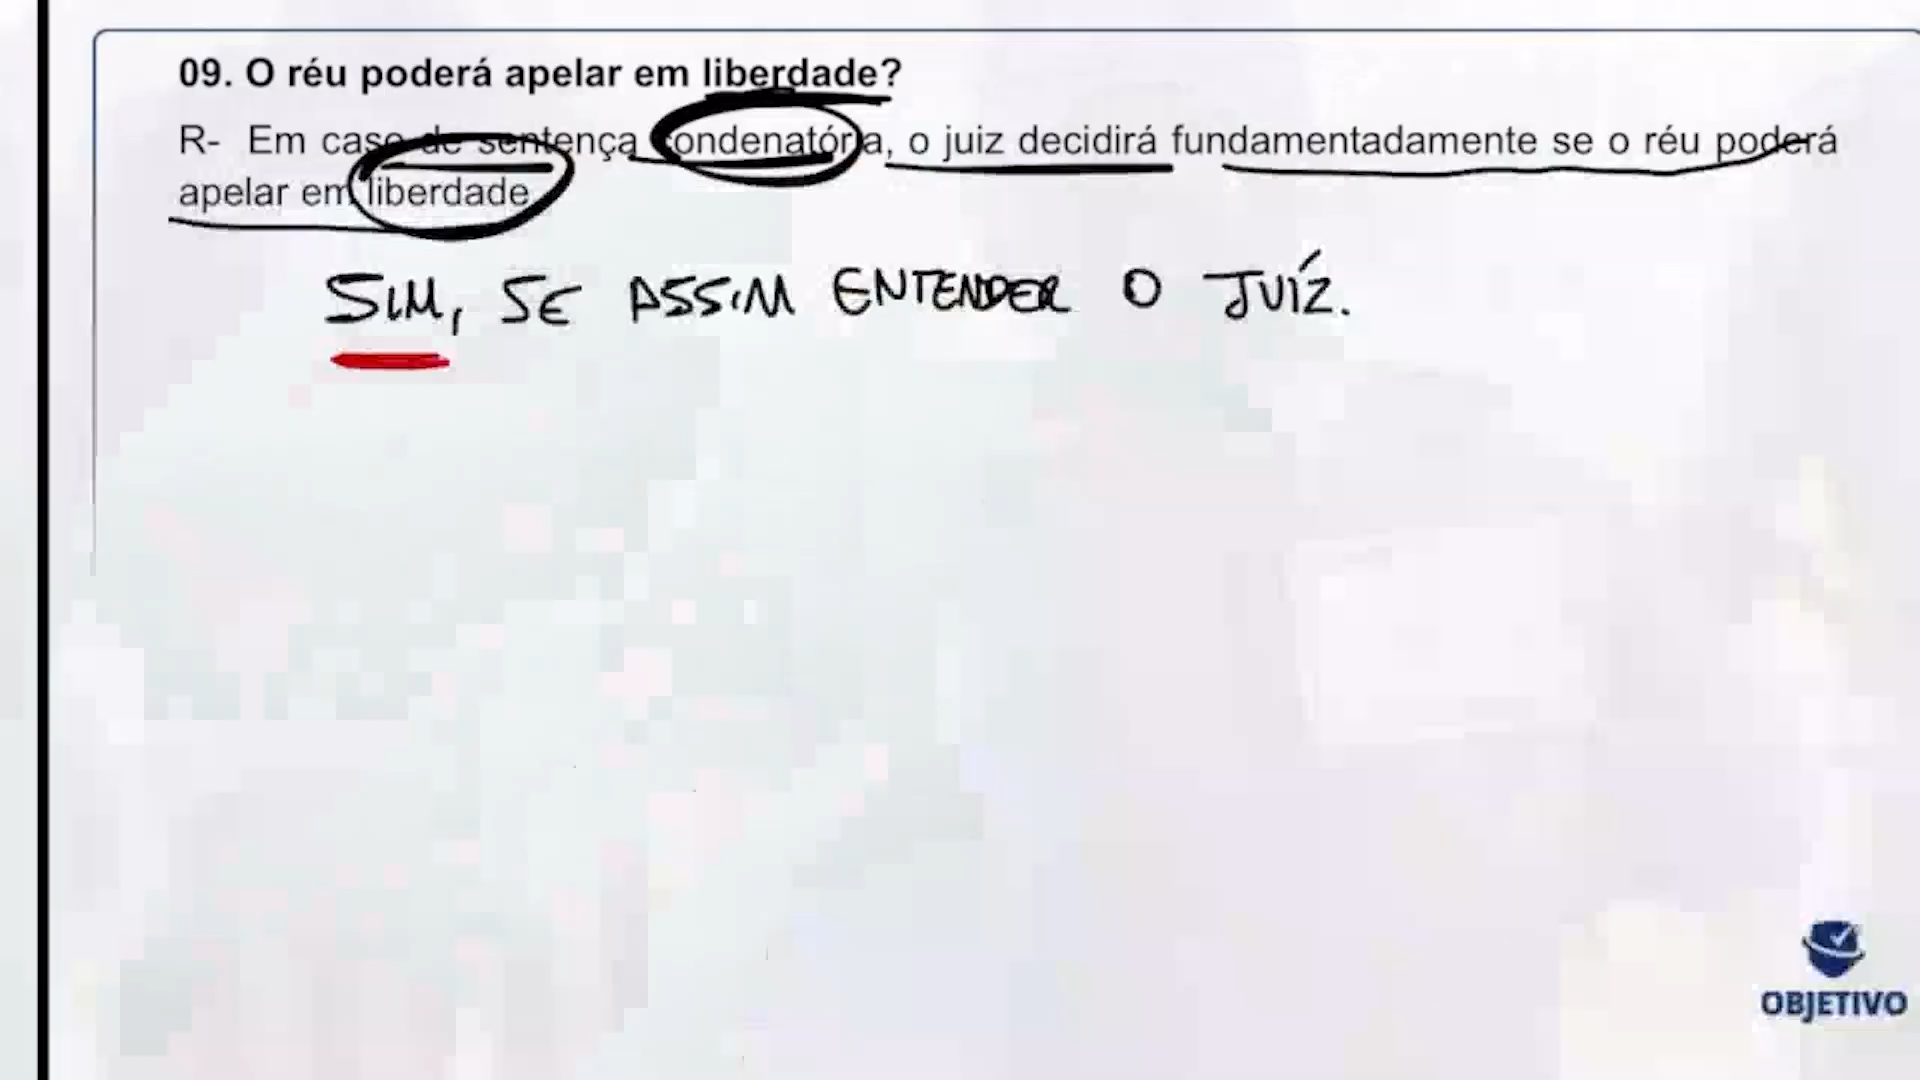 09. O réu poderá apelar em liberdade?
R- Em caso de sentença condenatória, o juiz decidirá fundamentadamente se o réu poderá
apelar em liberdade
SIM, SE ASSIM ENTENDER O JUÍZ.
OBJETIVO